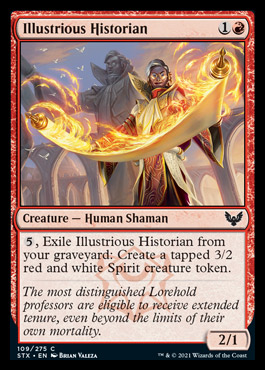 Illustrious Historian 1
Creature — Human Shaman
5, Exile Illustrious Historian from
your graveyard: Create a tapped 3/2
red and white Spirit creature token.
The most distinguished Lorehold
professors are eligible to receive extended
tenure, even beyond the limits of their
own mortality.
2/1
109/275 C
STX • EN BRIAN VALEZA
™ & © 2021 Wizards of the Coast